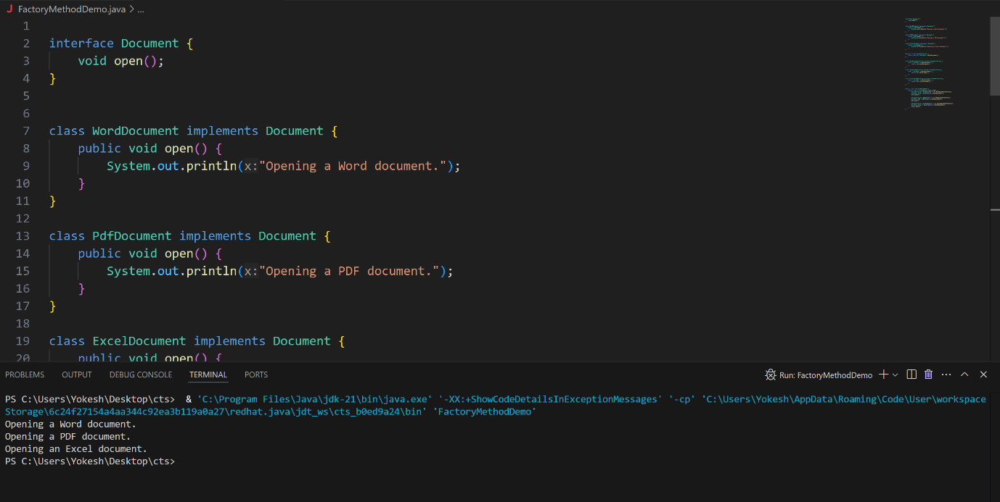 FactoryMethodDemo.java > ...
1
2 interface Document {
3 void open();
4 }
5
6
7 class WordDocument implements Document {
8 public void open() {
9 System.out.println(x:"Opening a Word document.");
10 }
11 }
12
13 class PdfDocument implements Document {
14 public void open() {
15 System.out.println(x:"Opening a PDF document.");
16 }
17 }
18
19 class ExcelDocument implements Document {
20 public void open() {
PROBLEMS OUTPUT DEBUG CONSOLE TERMINAL PORTS Run: FactoryMethodDemo
PS C:\Users\Yokesh\Desktop\cts>  & 'C:\Program Files\Java\jdk-21\bin\java.exe' '-XX:+ShowCodeDetailsInExceptionMessages' '-cp' 'C:\Users\Yokesh\AppData\Roaming\Code\User\workspace
Storage\6c24f27154a4aa344c92ea3b119a0a27\redhat.java\jdt_ws\cts_b0ed9a24\bin' 'FactoryMethodDemo'
Opening a Word document.
Opening a PDF document.
Opening an Excel document.
PS C:\Users\Yokesh\Desktop\cts>